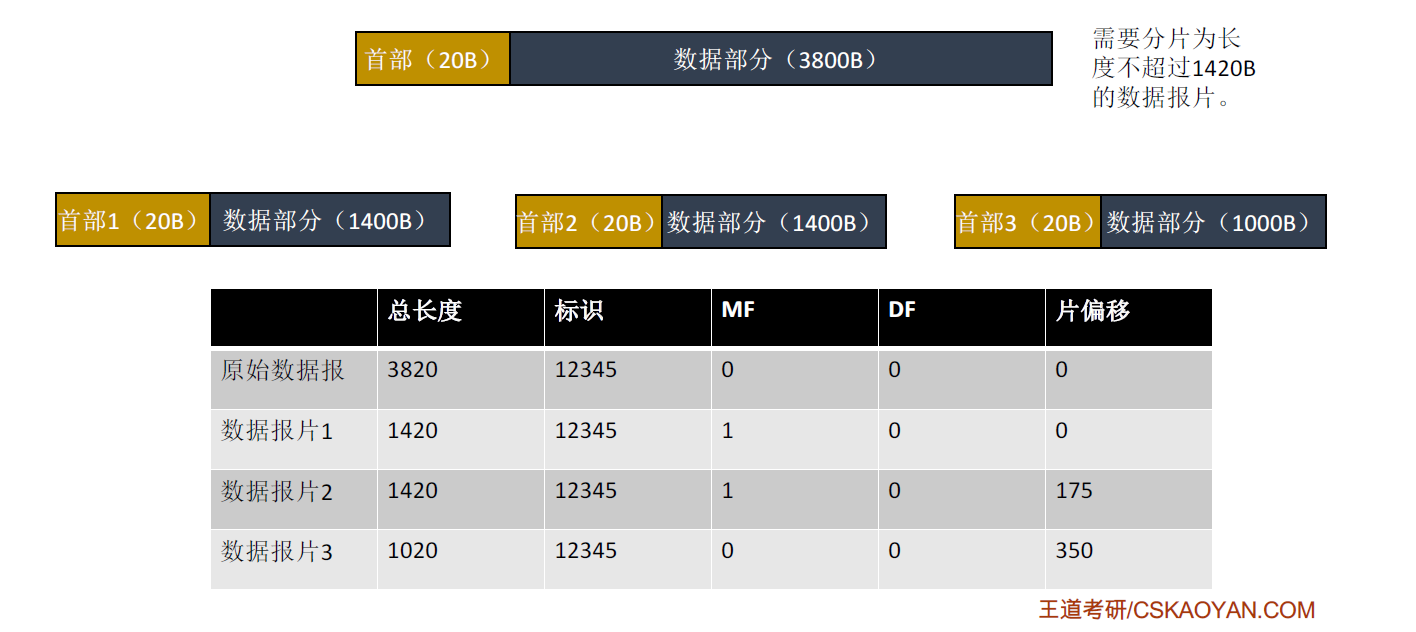 首部（20B）
数据部分（3800B）
需要分片为长
度不超过1420B
的数据报片。
首部1（20B）
数据部分（1400B）
首部2（20B）
数据部分（1400B）
首部3（20B）
数据部分（1000B）
总长度 标识 MF DF 片偏移
原始数据报 3820 12345 0 0 0
数据报片1 1420 12345 1 0 0
数据报片2 1420 12345 1 0 175
数据报片3 1020 12345 0 0 350
王道考研/CSKAOYAN.COM